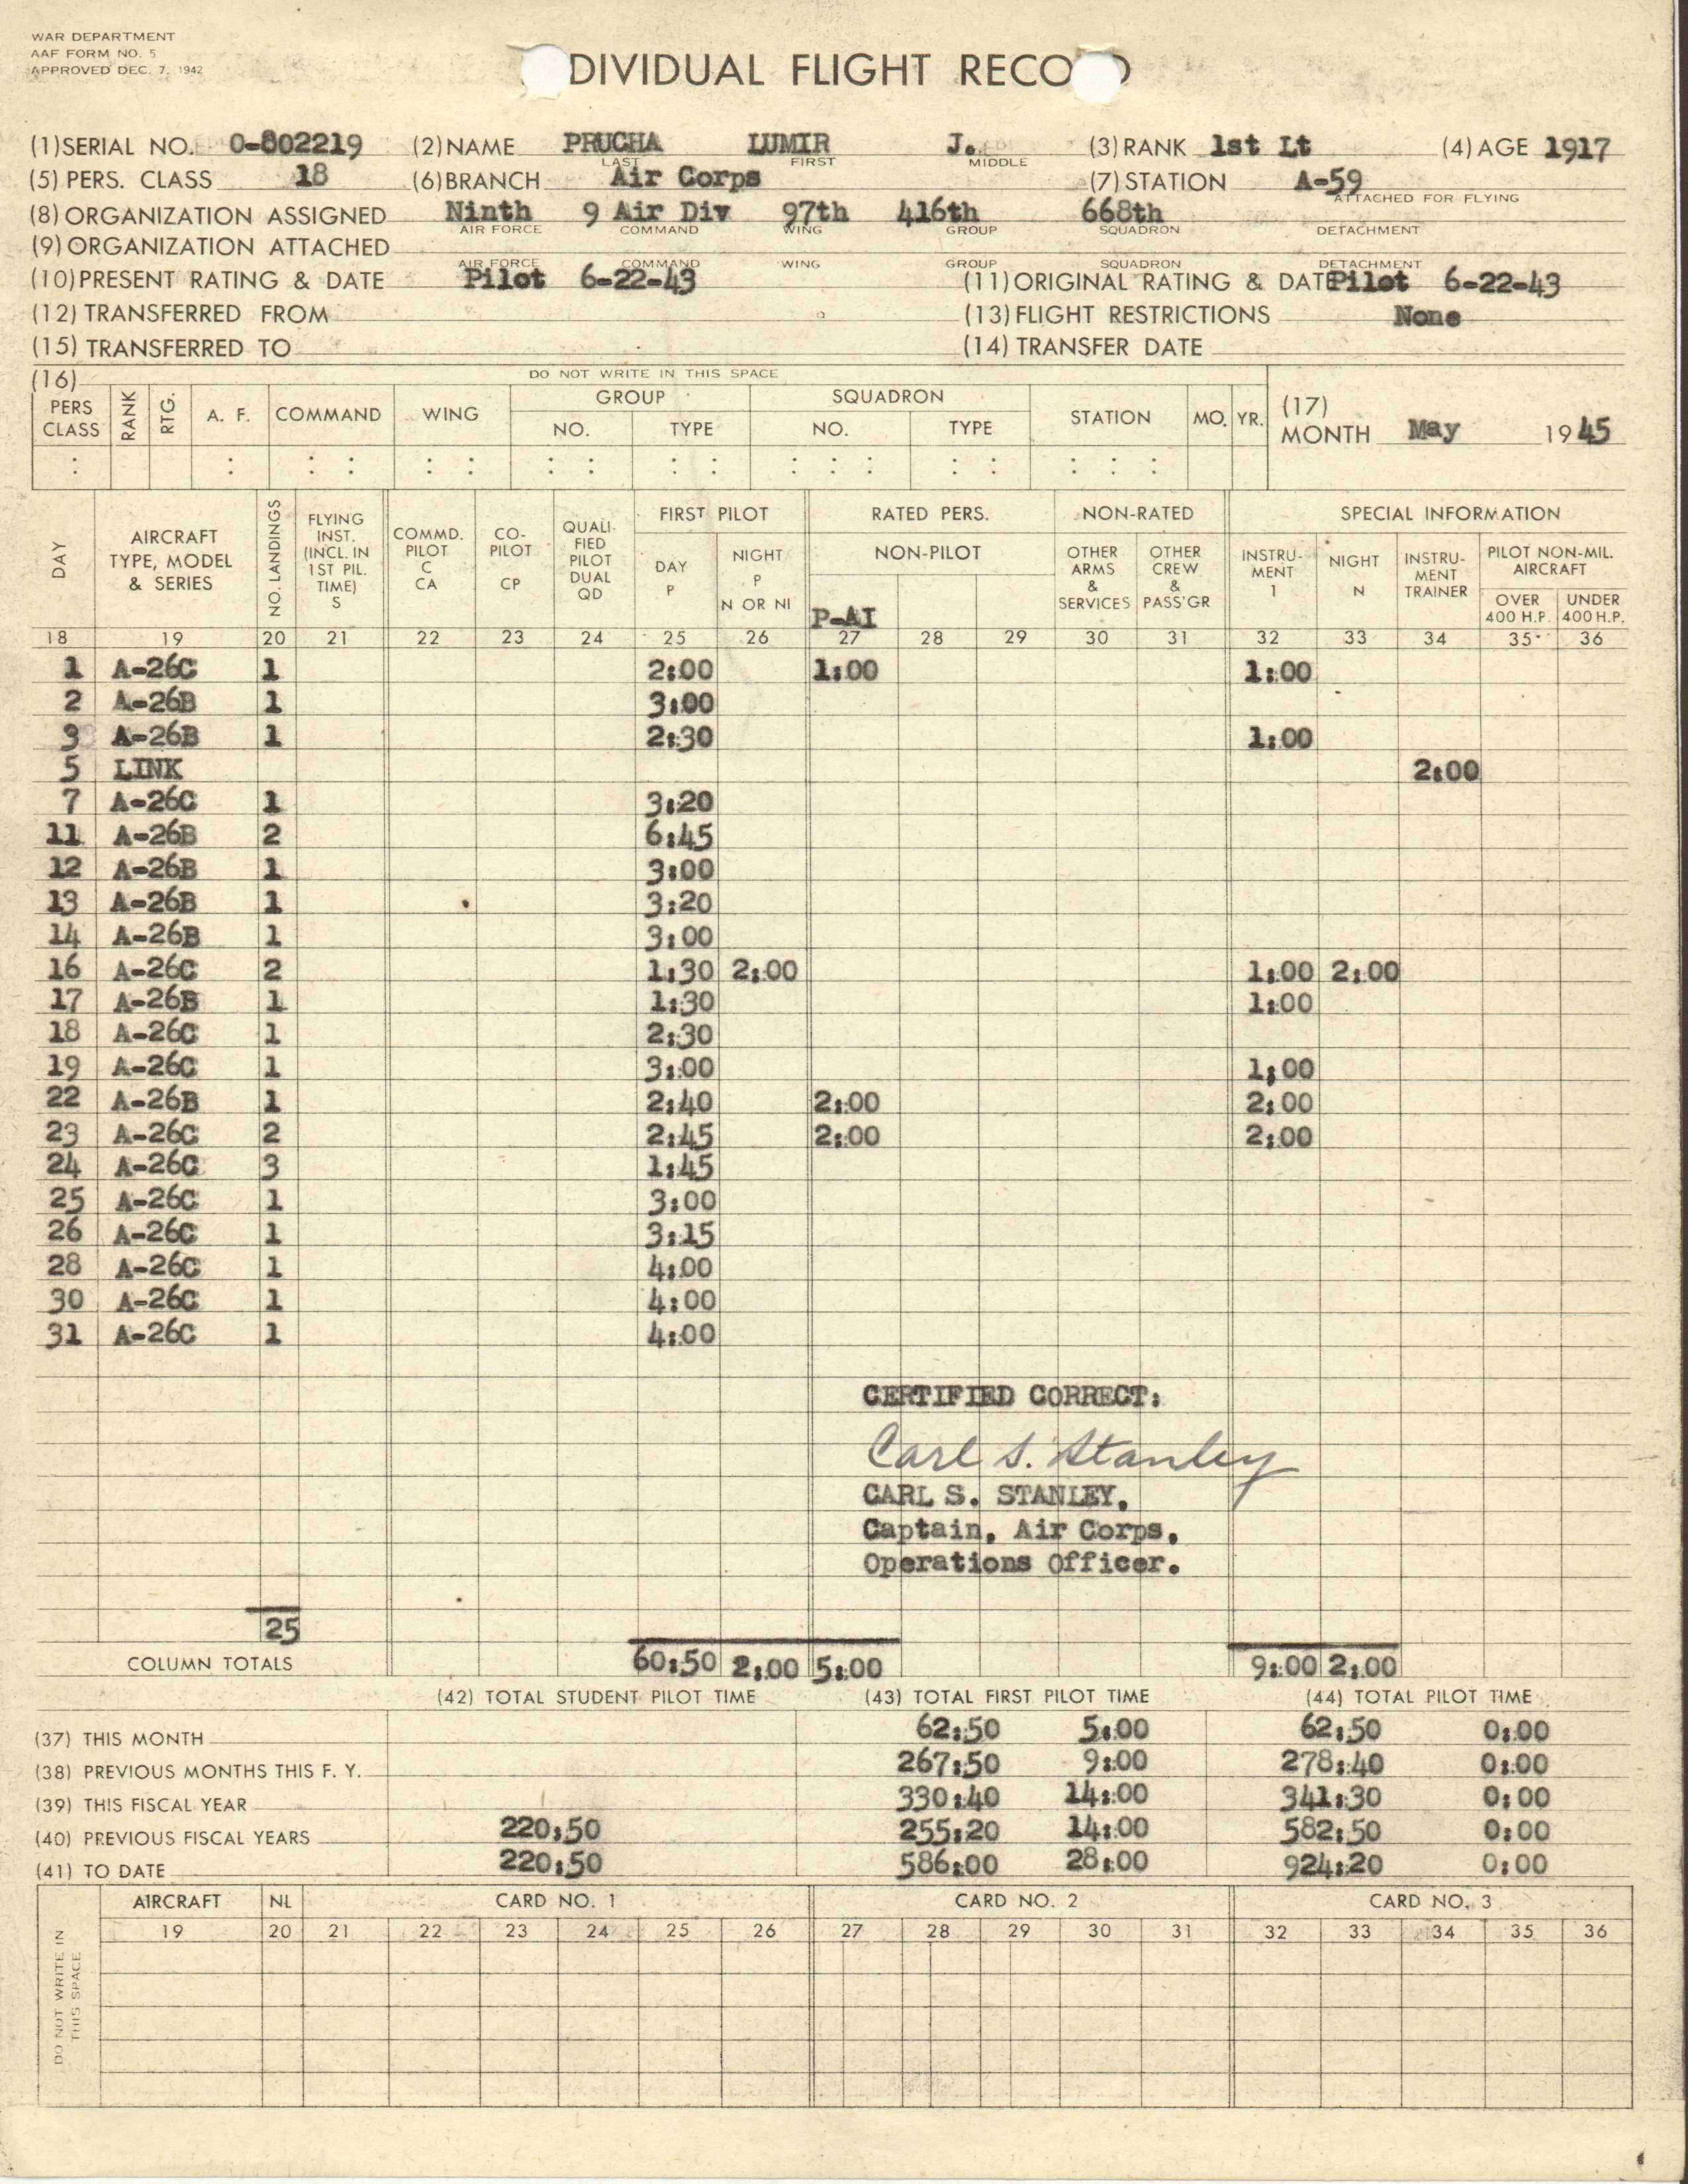 WAR DEPARTMENT
AAF FORM NO. 5
APPROVED DEC. 7, 1942
DIVIDUAL FLIGHT RECO
(1) SERIAL NO. O-802219 (2) NAME PRUCHA LUMIR J. (3) RANK 1st Lt (4) AGE 1917
LAST FIRST MIDDLE
(5) PERS. CLASS 18 (6) BRANCH Air Corps (7) STATION A-59
ATTACHED FOR FLYING
(8) ORGANIZATION ASSIGNED Ninth 9 Air Div 97th 416th 668th
AIR FORCE COMMAND WING GROUP SQUADRON DETACHMENT
(9) ORGANIZATION ATTACHED
AIR FORCE COMMAND WING GROUP SQUADRON DETACHMENT
(10) PRESENT RATING & DATE Pilot 6-22-43 (11) ORIGINAL RATING & DATE Pilot 6-22-43
(12) TRANSFERRED FROM (13) FLIGHT RESTRICTIONS None
(15) TRANSFERRED TO (14) TRANSFER DATE
(16) DO NOT WRITE IN THIS SPACE
PERS CLASS RANK RTG. A. F. COMMAND WING GROUP NO. TYPE SQUADRON NO. TYPE STATION MO. YR.
(17) MONTH May 1945
DAY AIRCRAFT TYPE, MODEL & SERIES NO. LANDINGS FLYING INST. (INCL. IN 1ST PIL. TIME) S COMMD. PILOT C CA CO-PILOT CP QUALI-FIED PILOT DUAL QD FIRST PILOT DAY P NIGHT P N OR NI RATED PERS. NON-PILOT P-AI NON-RATED OTHER ARMS & SERVICES OTHER CREW & PASS'GR SPECIAL INFORMATION INSTRU-MENT I NIGHT N INSTRU-MENT TRAINER PILOT NON-MIL. AIRCRAFT OVER 400 H.P. UNDER 400 H.P.
18 19 20 21 22 23 24 25 26 27 28 29 30 31 32 33 34 35 36
1 A-26C 1 2:00 1:00 1:00
2 A-26B 1 3:00
3 A-26B 1 2:30 1:00
5 LINK 2:00
7 A-26C 1 3:20
11 A-26B 2 6:45
12 A-26B 1 3:00
13 A-26B 1 3:20
14 A-26B 1 3:00
16 A-26C 2 1:30 2:00 1:00 2:00
17 A-26B 1 1:30 1:00
18 A-26C 1 2:30
19 A-26C 1 3:00 1:00
22 A-26B 1 2:40 2:00 2:00
23 A-26C 2 2:45 2:00 2:00
24 A-26C 3 1:45
25 A-26C 1 3:00
26 A-26C 1 3:15
28 A-26C 1 4:00
30 A-26C 1 4:00
31 A-26C 1 4:00
CERTIFIED CORRECT:
Carl S. Stanley
CARL S. STANLEY,
Captain, Air Corps,
Operations Officer.
25
COLUMN TOTALS 60:50 2:00 5:00 9:00 2:00
(42) TOTAL STUDENT PILOT TIME (43) TOTAL FIRST PILOT TIME (44) TOTAL PILOT TIME
(37) THIS MONTH 62:50 5:00 62:50 0:00
(38) PREVIOUS MONTHS THIS F. Y. 267:50 9:00 278:40 0:00
(39) THIS FISCAL YEAR 330:40 14:00 341:30 0:00
(40) PREVIOUS FISCAL YEARS 220:50 255:20 14:00 582:50 0:00
(41) TO DATE 220:50 586:00 28:00 924:20 0:00
DO NOT WRITE IN THIS SPACE
AIRCRAFT NL CARD NO. 1 CARD NO. 2 CARD NO. 3
19 20 21 22 23 24 25 26 27 28 29 30 31 32 33 34 35 36